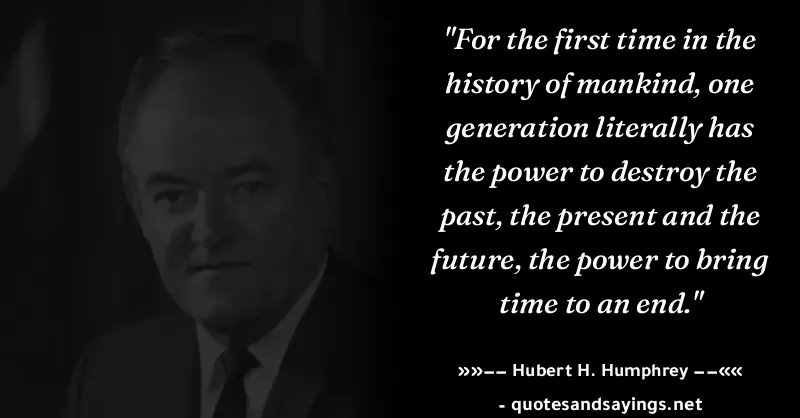 "For the first time in the
history of mankind, one
generation literally has
the power to destroy the
past, the present and the
future, the power to bring
time to an end."
»»–– Hubert H. Humphrey ––««
- quotesandsayings.net